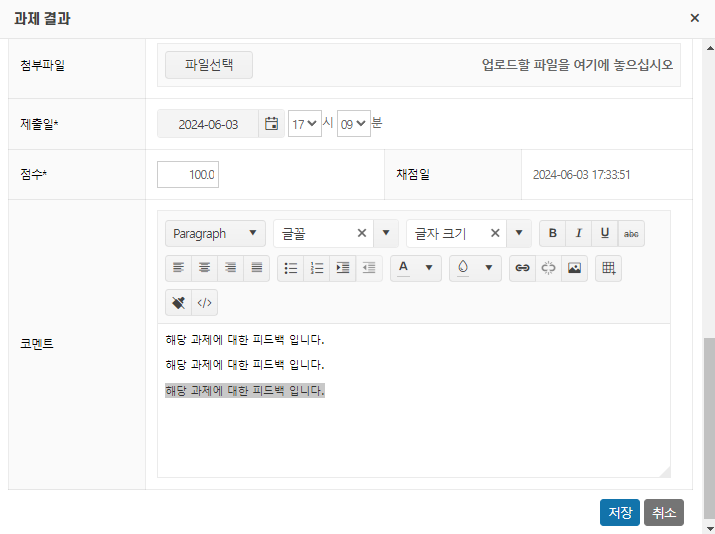 과제 결과 ×
첨부파일 파일선택 업로드할 파일을 여기에 놓으십시오
제출일* 2024-06-03 17 시 09 분
점수* 100.0 채점일 2024-06-03 17:33:51
Paragraph 글꼴 글자 크기 B I U abc
A
</>
코멘트
해당 과제에 대한 피드백 입니다.
해당 과제에 대한 피드백 입니다.
해당 과제에 대한 피드백 입니다.
저장 취소